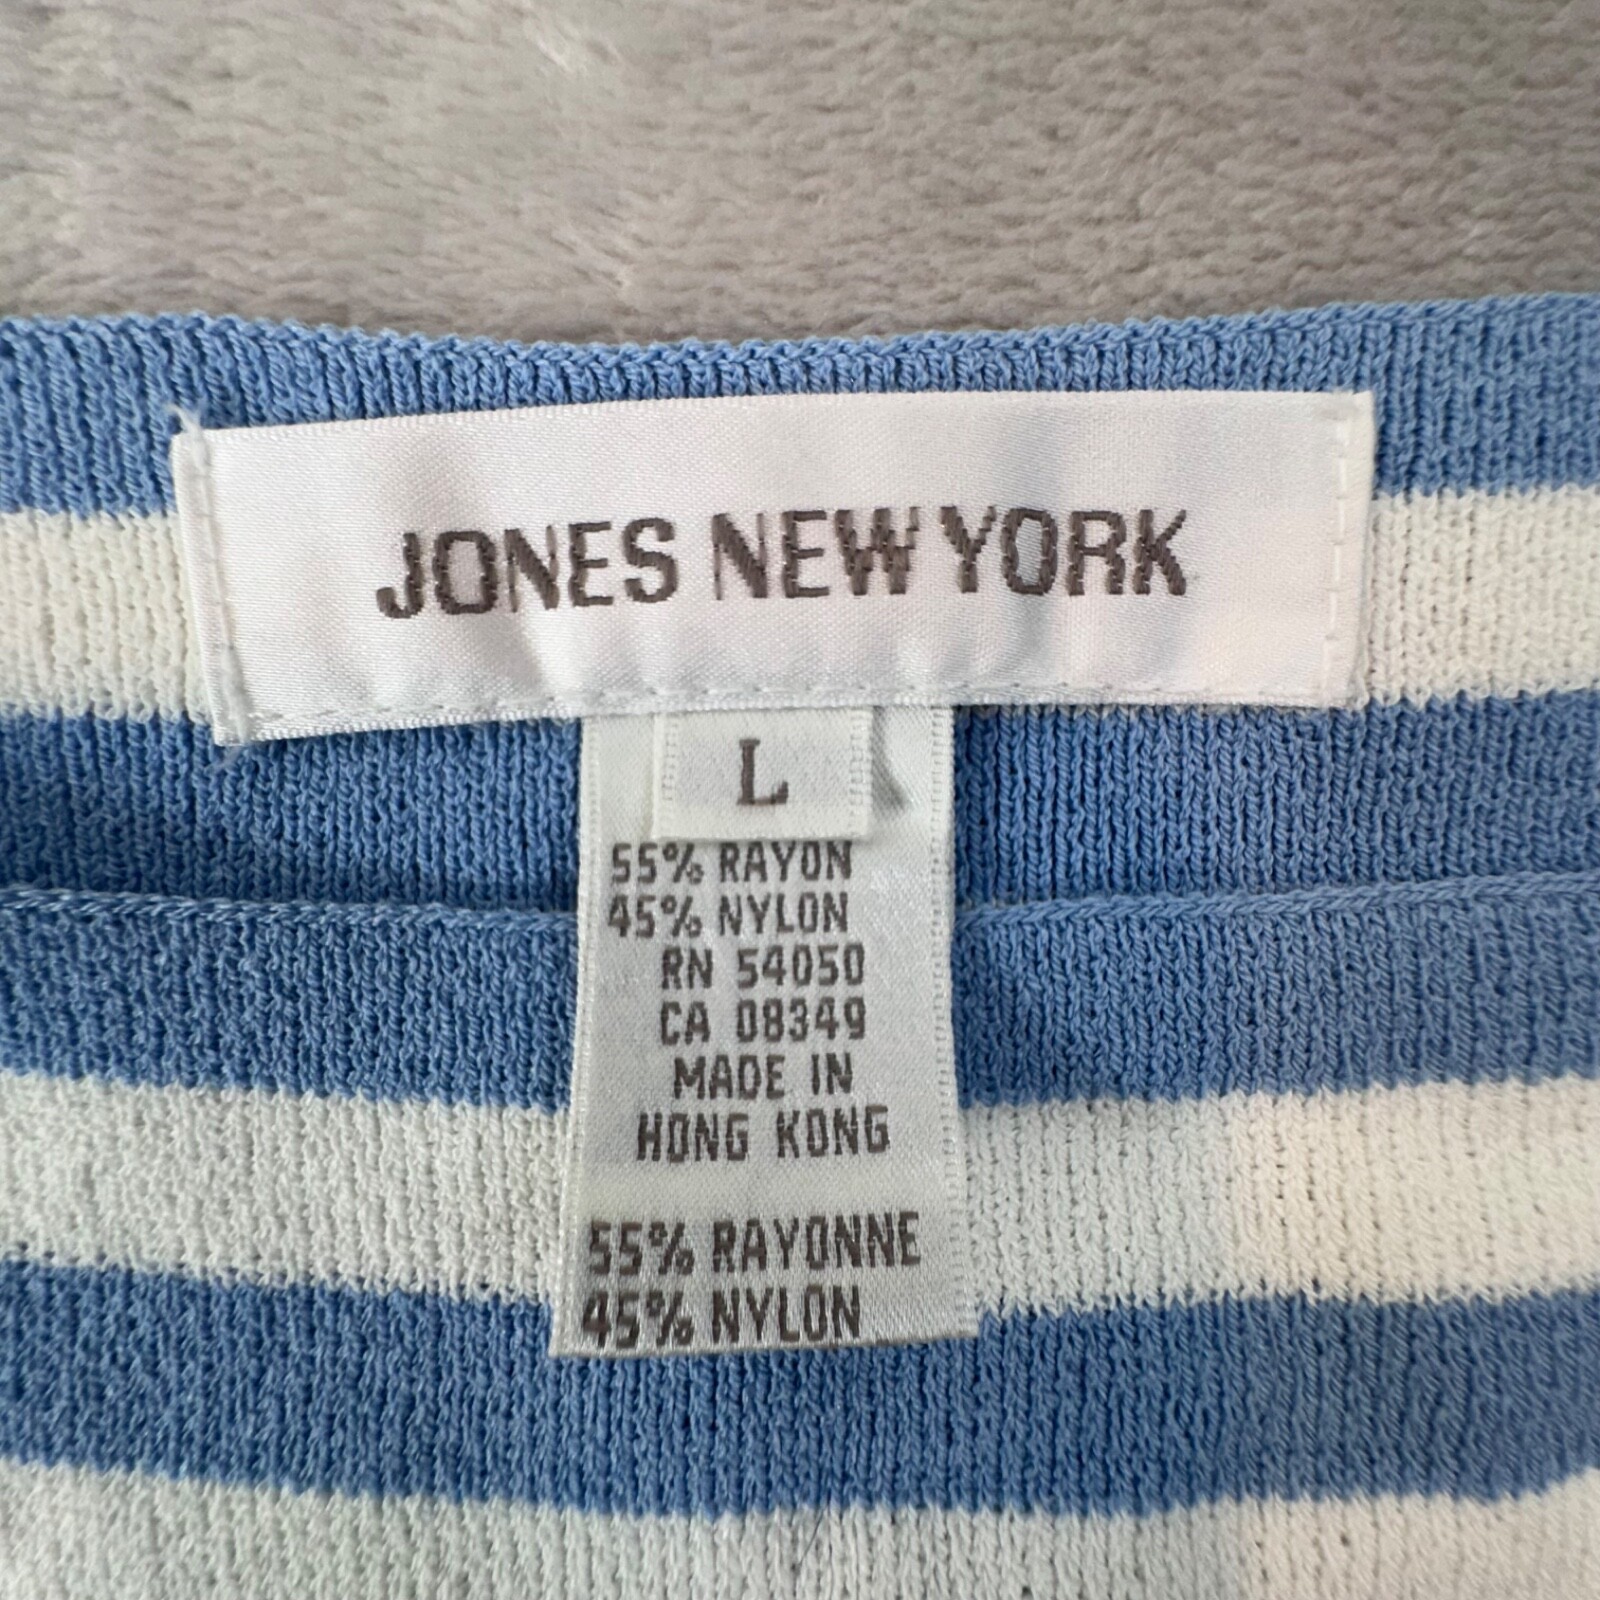 JONES NEW YORK
L
55% RAYON
45% NYLON
RN 54050
CA 08349
MADE IN
HONG KONG
55% RAYONNE
45% NYLON